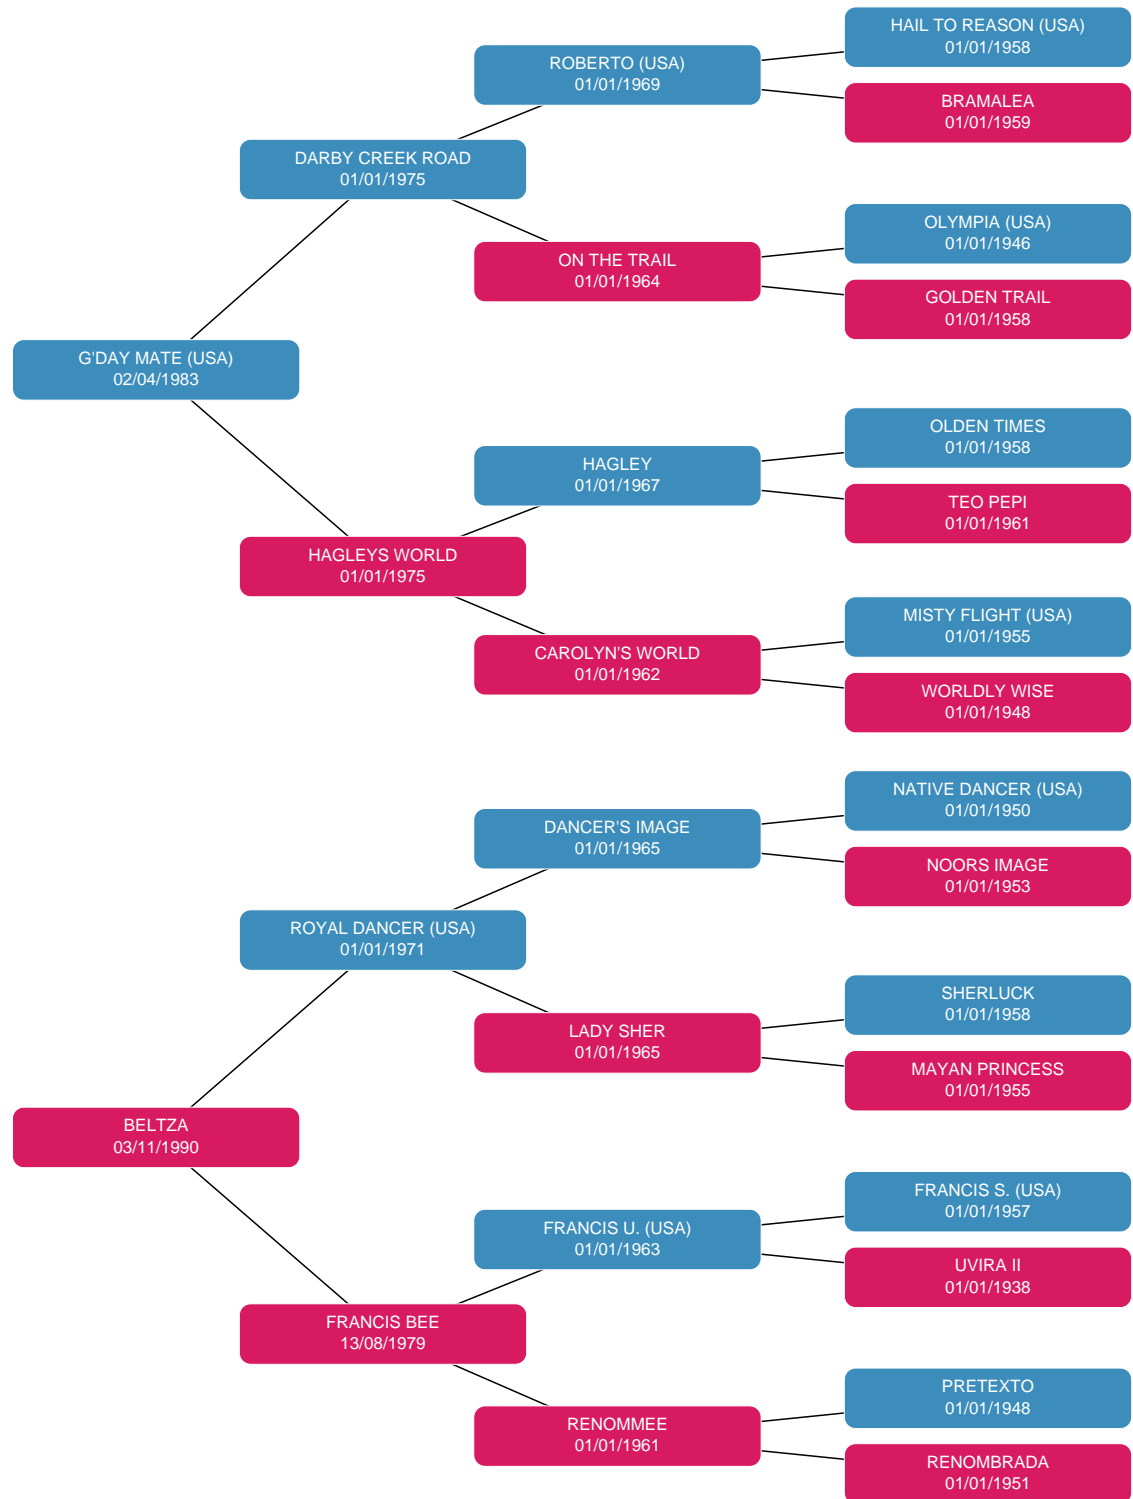 HAIL TO REASON (USA)
01/01/1958
ROBERTO (USA)
01/01/1969
BRAMALEA
01/01/1959
DARBY CREEK ROAD
01/01/1975
OLYMPIA (USA)
01/01/1946
ON THE TRAIL
01/01/1964
GOLDEN TRAIL
01/01/1958
G'DAY MATE (USA)
02/04/1983
OLDEN TIMES
01/01/1958
HAGLEY
01/01/1967
TEO PEPI
01/01/1961
HAGLEYS WORLD
01/01/1975
MISTY FLIGHT (USA)
01/01/1955
CAROLYN'S WORLD
01/01/1962
WORLDLY WISE
01/01/1948
NATIVE DANCER (USA)
01/01/1950
DANCER'S IMAGE
01/01/1965
NOORS IMAGE
01/01/1953
ROYAL DANCER (USA)
01/01/1971
SHERLUCK
01/01/1958
LADY SHER
01/01/1965
MAYAN PRINCESS
01/01/1955
BELTZA
03/11/1990
FRANCIS S. (USA)
01/01/1957
FRANCIS U. (USA)
01/01/1963
UVIRA II
01/01/1938
FRANCIS BEE
13/08/1979
PRETEXTO
01/01/1948
RENOMMEE
01/01/1961
RENOMBRADA
01/01/1951